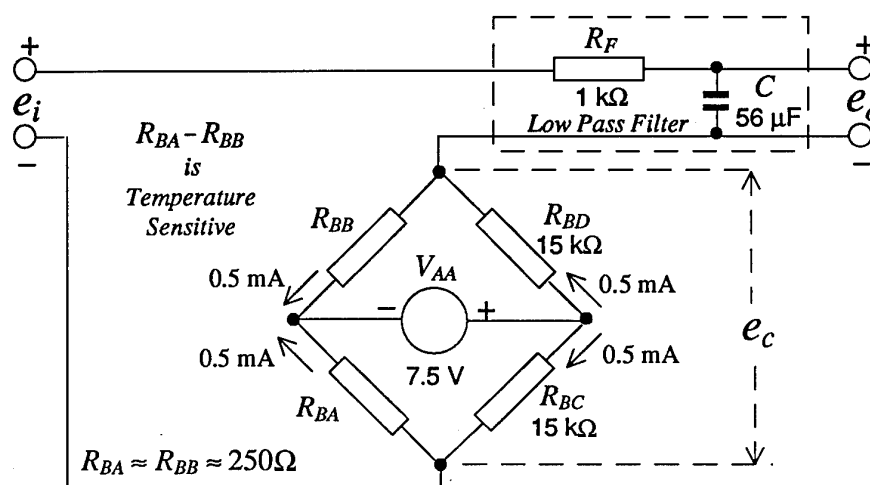 +
R_F
+
e_i
1 kΩ
C
56 µF
e
Low Pass Filter
−
−
R_BA − R_BB
is
Temperature
Sensitive
R_BB
R_BD
15 kΩ
0.5 mA
V_AA
0.5 mA
−
+
e_c
0.5 mA
7.5 V
0.5 mA
R_BA
R_BC
15 kΩ
R_BA ≈ R_BB ≈ 250Ω